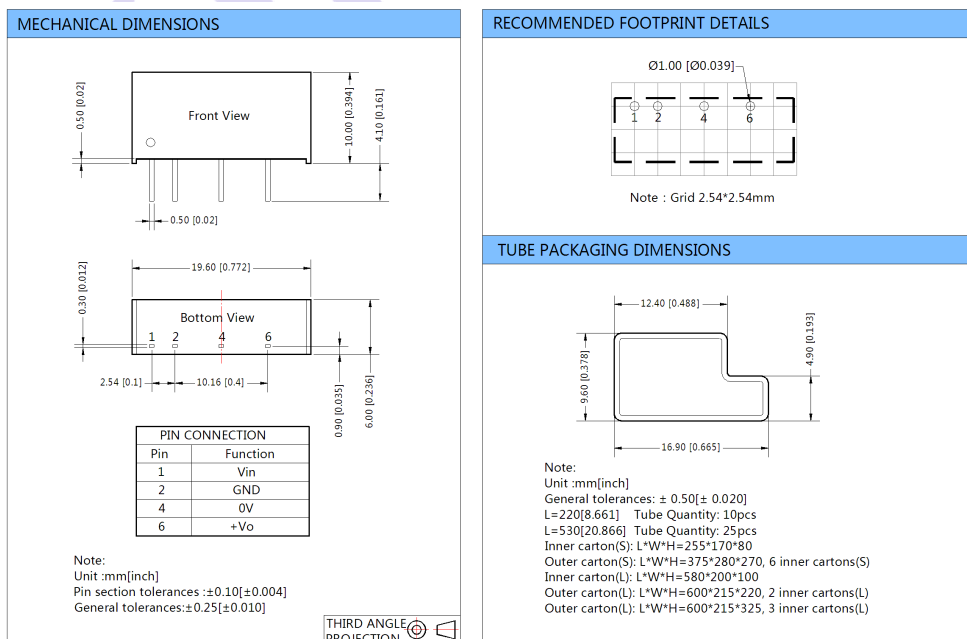 MECHANICAL DIMENSIONS
0.50 [0.02]
Front View
10.00 [0.394]
4.10 [0.161]
0.50 [0.02]
19.60 [0.772]
0.30 [0.012]
Bottom View
1 2 4 6
2.54 [0.1]
10.16 [0.4]
0.90 [0.035]
6.00 [0.236]
PIN CONNECTION
Pin Function
1 Vin
2 GND
4 0V
6 +Vo
Note:
Unit :mm[inch]
Pin section tolerances :±0.10[±0.004]
General tolerances:±0.25[±0.010]
THIRD ANGLE
PROJECTION
RECOMMENDED FOOTPRINT DETAILS
Ø1.00 [Ø0.039]
1 2 4 6
Note : Grid 2.54*2.54mm
TUBE PACKAGING DIMENSIONS
12.40 [0.488]
4.90 [0.193]
9.60 [0.378]
16.90 [0.665]
Note:
Unit :mm[inch]
General tolerances: ± 0.50[± 0.020]
L=220[8.661] Tube Quantity: 10pcs
L=530[20.866] Tube Quantity: 25pcs
Inner carton(S): L*W*H=255*170*80
Outer carton(S): L*W*H=375*280*270, 6 inner cartons(S)
Inner carton(L): L*W*H=580*200*100
Outer carton(L): L*W*H=600*215*220, 2 inner cartons(L)
Outer carton(L): L*W*H=600*215*325, 3 inner cartons(L)